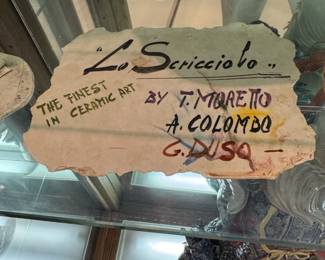 "Lo Scricciolo"
THE FINEST
IN CERAMIC ART
BY T. MORETTO
A. COLOMBO
G. DUSO -